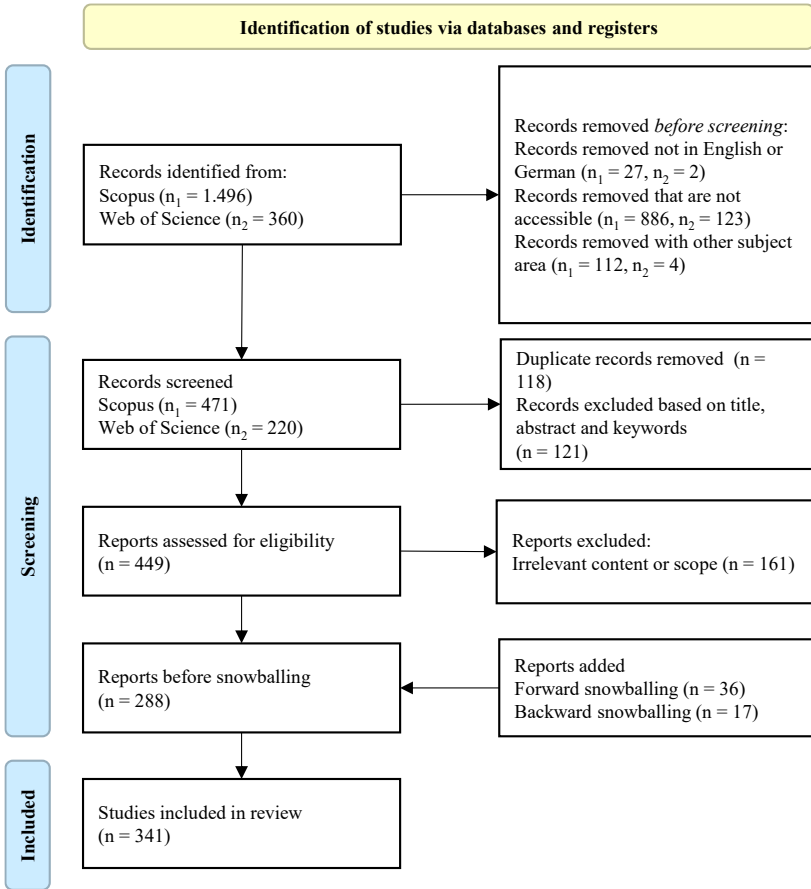 Identification of studies via databases and registers
Identification
Records identified from:
Scopus (n₁ = 1.496)
Web of Science (n₂ = 360)
Records removed before screening:
Records removed not in English or
German (n₁ = 27, n₂ = 2)
Records removed that are not
accessible (n₁ = 886, n₂ = 123)
Records removed with other subject
area (n₁ = 112, n₂ = 4)
Screening
Records screened
Scopus (n₁ = 471)
Web of Science (n₂ = 220)
Duplicate records removed (n =
118)
Records excluded based on title,
abstract and keywords
(n = 121)
Reports assessed for eligibility
(n = 449)
Reports excluded:
Irrelevant content or scope (n = 161)
Reports before snowballing
(n = 288)
Reports added
Forward snowballing (n = 36)
Backward snowballing (n = 17)
Included
Studies included in review
(n = 341)